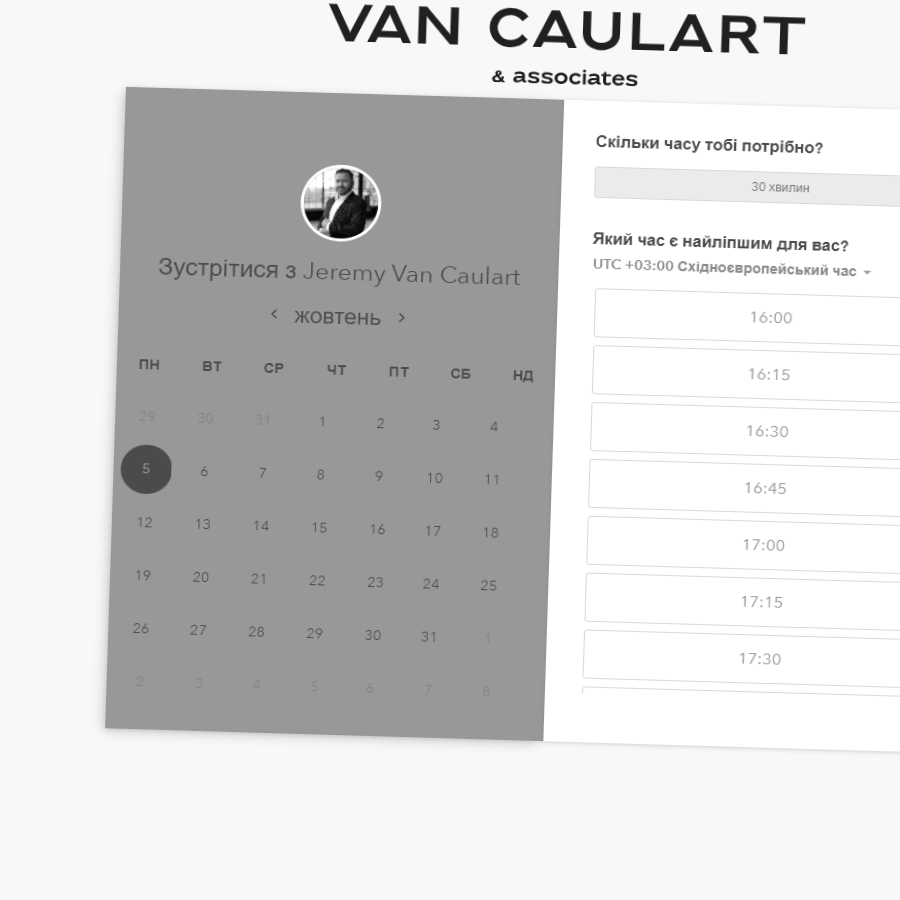 VAN CAULART
& associates
Зустрітися з Jeremy Van Caulart
жовтень
ПН ВТ СР ЧТ ПТ СБ НД
29 30 31 1 2 3 4
5 6 7 8 9 10 11
12 13 14 15 16 17 18
19 20 21 22 23 24 25
26 27 28 29 30 31 1
2 3 4 5 6 7 8
Скільки часу тобі потрібно?
30 хвилин
Який час є найліпшим для вас?
UTC +03:00 Східноєвропейський час
16:00
16:15
16:30
16:45
17:00
17:15
17:30